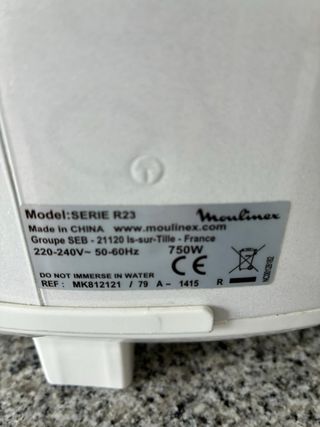 Model:SERIE R23
Moulinex
Made in CHINA www.moulinex.com
Groupe SEB - 21120 Is-sur-Tille - France
220-240V~ 50-60Hz 750W CE
DO NOT IMMERSE IN WATER
REF : MK812121 / 79 A - 1415 R